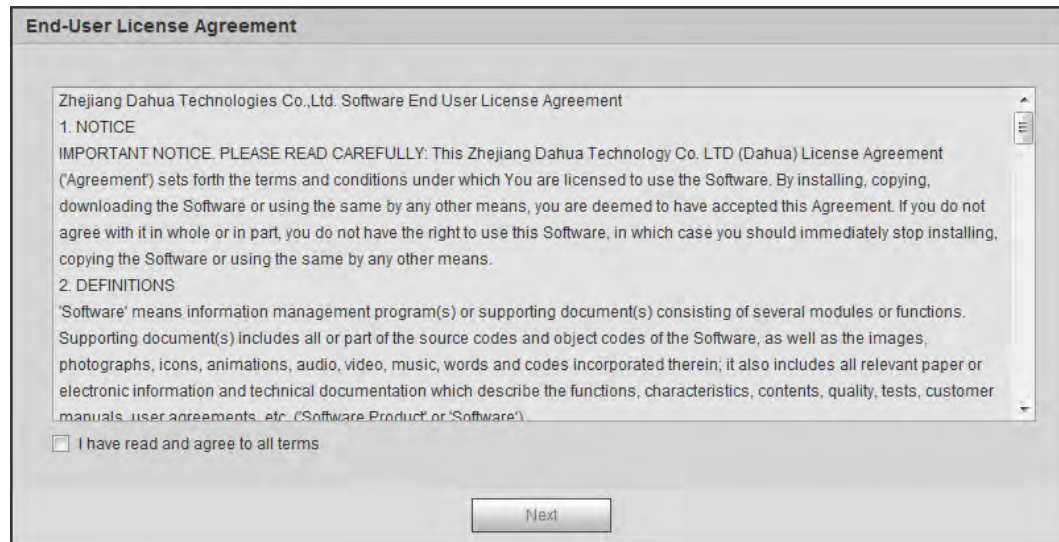 End-User License Agreement
Zhejiang Dahua Technologies Co.,Ltd. Software End User License Agreement
1. NOTICE
IMPORTANT NOTICE. PLEASE READ CAREFULLY: This Zhejiang Dahua Technology Co. LTD (Dahua) License Agreement
('Agreement') sets forth the terms and conditions under which You are licensed to use the Software. By installing, copying,
downloading the Software or using the same by any other means, you are deemed to have accepted this Agreement. If you do not
agree with it in whole or in part, you do not have the right to use this Software, in which case you should immediately stop installing,
copying the Software or using the same by any other means.
2. DEFINITIONS
'Software' means information management program(s) or supporting document(s) consisting of several modules or functions.
Supporting document(s) includes all or part of the source codes and object codes of the Software, as well as the images,
photographs, icons, animations, audio, video, music, words and codes incorporated therein; it also includes all relevant paper or
electronic information and technical documentation which describe the functions, characteristics, contents, quality, tests, customer
manuals, user agreements, etc. ('Software Product' or 'Software')
I have read and agree to all terms
Next